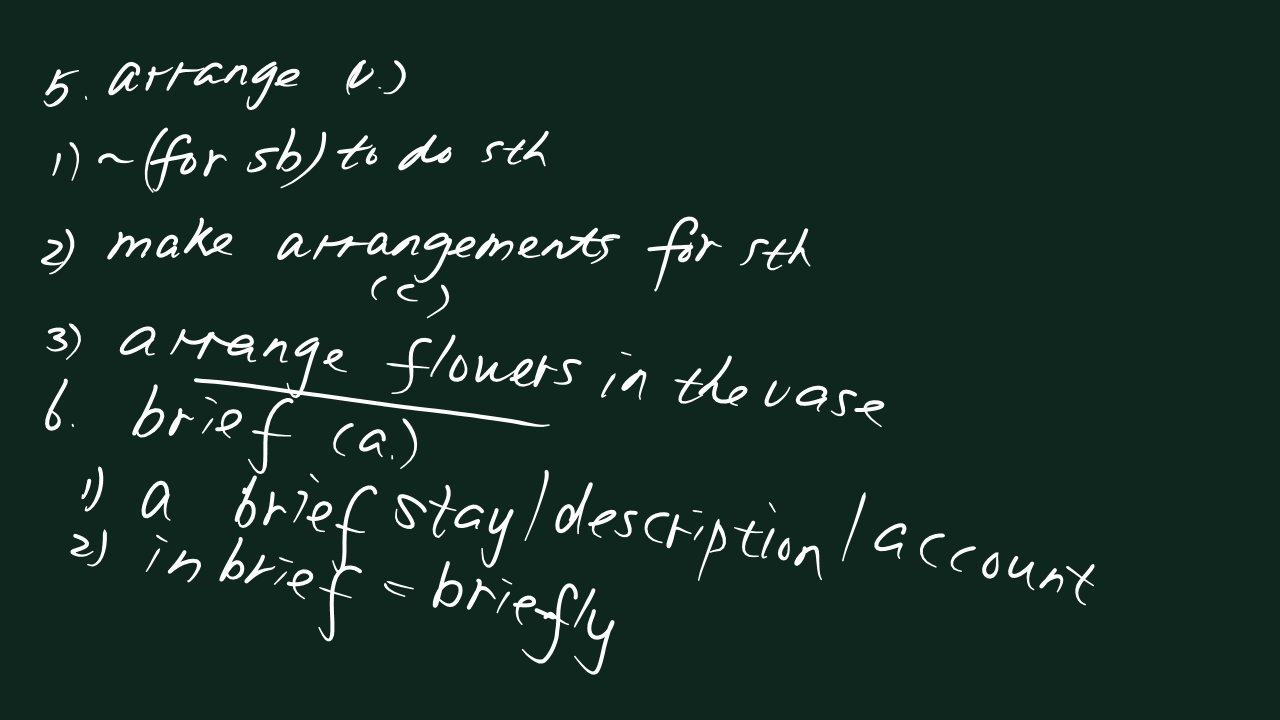 5. arrange (v.)
1) ~ (for sb) to do sth
2) make arrangements for sth
(c)
3) arrange flowers in the vase
6. brief (a.)
1) a brief stay/description/account
2) in brief = briefly